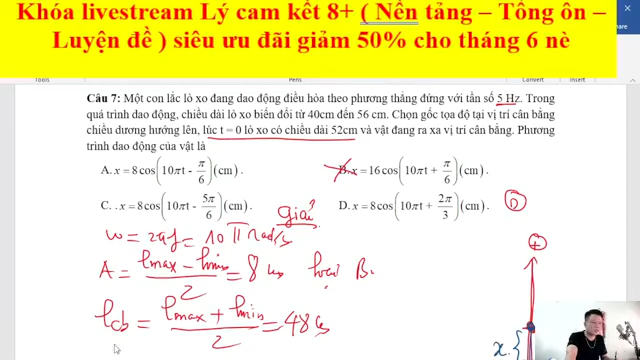 Khóa livestream Lý cam kết 8+ ( Nền tảng – Tổng ôn –
Luyện đề ) siêu ưu đãi giảm 50% cho tháng 6 nè
Tools
Pens
Câu 7: Một con lắc lò xo đang dao động điều hòa theo phương thẳng đứng với tần số 5 Hz. Trong
quá trình dao động, chiều dài lò xo biến đổi từ 40cm đến 56 cm. Chọn gốc tọa độ tại vị trí cân bằng
chiều dương hướng lên, lúc t = 0 lò xo có chiều dài 52cm và vật đang ra xa vị trí cân bằng. Phương
trình dao động của vật là
A. x = 8cos(10πt - π/6)(cm) .
B. x = 16cos(10πt + π/6)(cm) .
C. .x = 8cos(10πt - 5π/6)(cm) .
D. x = 8cos(10πt + 2π/3)(cm) .
Giải
ω = 2πf = 10π rad/s
A = (lmax – lmin)/2 = 8 cm loại B.
lcb = (lmax + lmin)/2 = 48 cm
+
x